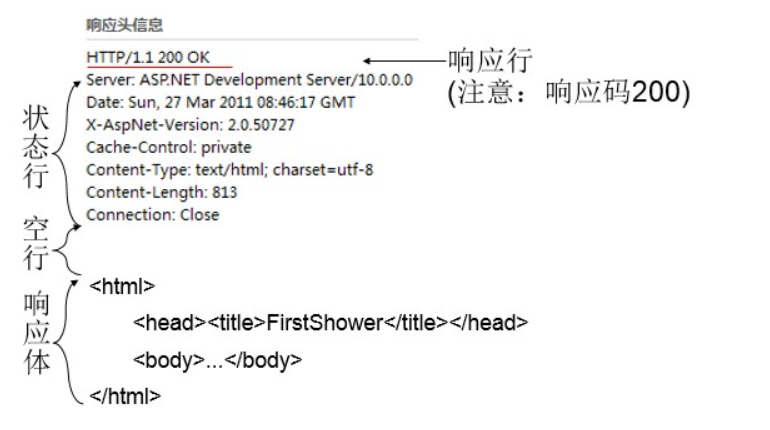 响应头信息
HTTP/1.1 200 OK
响应行
(注意：响应码200)
Server: ASP.NET Development Server/10.0.0.0
Date: Sun, 27 Mar 2011 08:46:17 GMT
X-AspNet-Version: 2.0.50727
Cache-Control: private
Content-Type: text/html; charset=utf-8
Content-Length: 813
Connection: Close
状态行
空行
响应体
<html>
<head><title>FirstShower</title></head>
<body>...</body>
</html>